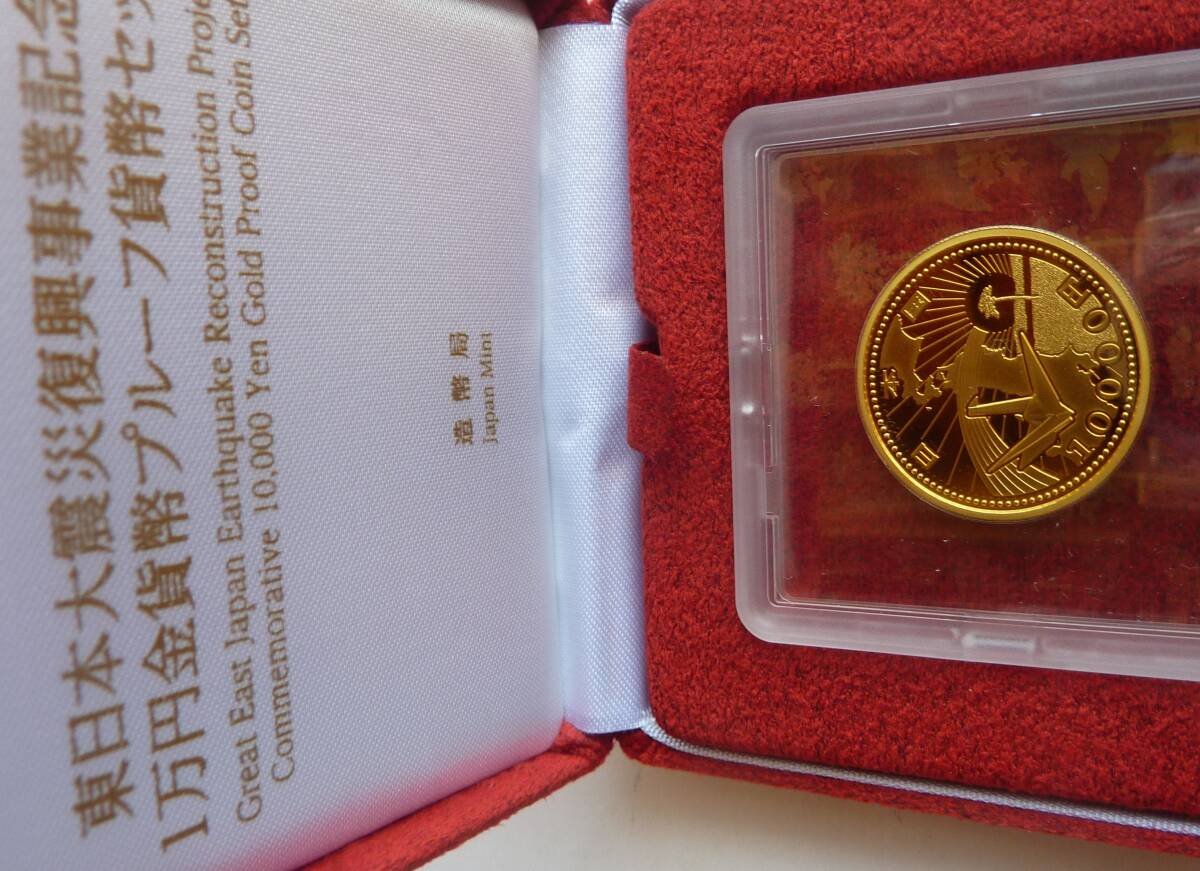 東日本大震災復興事業記念
1万円金貨幣プルーフ貨幣セッ
Great East Japan Earthquake Reconstruction Proje
Commemorative 10,000 Yen Gold Proof Coin Set
造幣局
Japan Mint
日本国
10000円